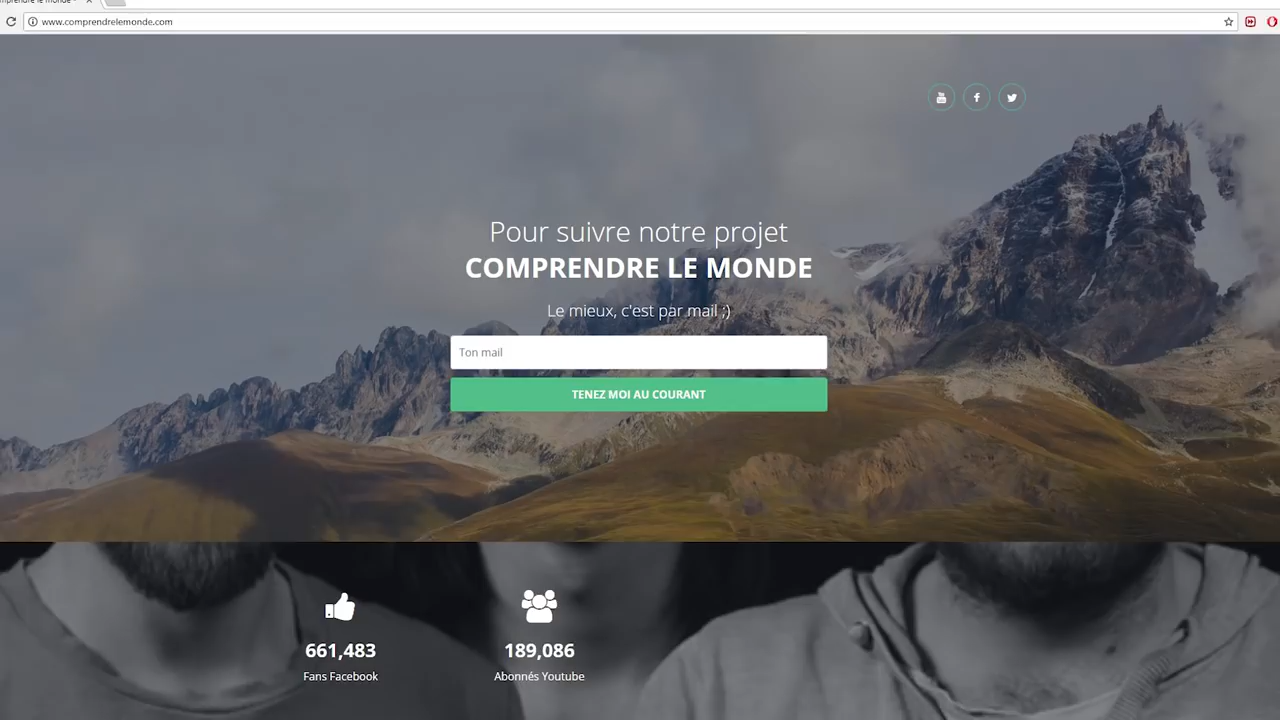 www.comprendrelemonde.com
Pour suivre notre projet
COMPRENDRE LE MONDE
Le mieux, c'est par mail ;)
Ton mail
TENEZ MOI AU COURANT
661,483
189,086
Fans Facebook
Abonnés Youtube